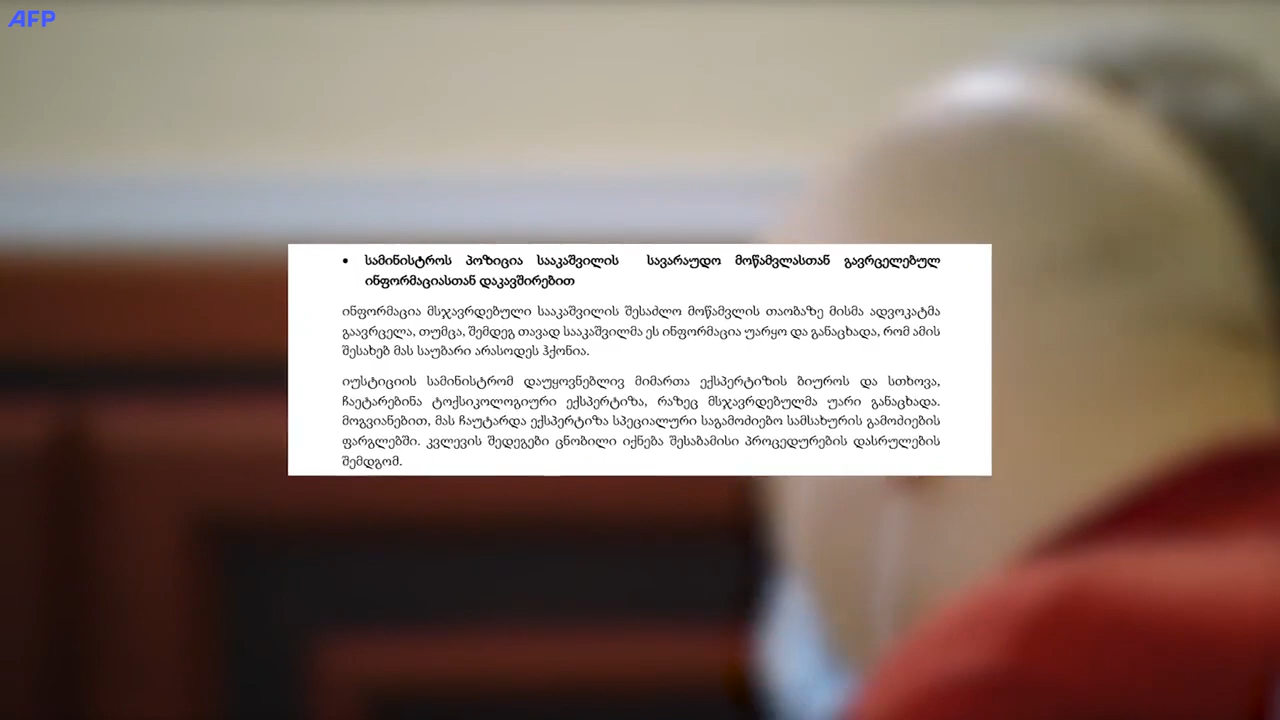 AFP
• სამინისტროს პოზიცია სააკაშვილის სავარაუდო მოწამვლასთან გავრცელებულ
ინფორმაციასთან დაკავშირებით
ინფორმაცია მსჯავრდებული სააკაშვილის შესაძლო მოწამვლის თაობაზე მისმა ადვოკატმა
გაავრცელა, თუმცა, შემდეგ თავად სააკაშვილმა ეს ინფორმაცია უარყო და განაცხადა, რომ ამის
შესახებ მას საუბარი არასოდეს ჰქონია.
იუსტიციის სამინისტრომ დაუყოვნებლივ მიმართა ექსპერტიზის ბიუროს და სთხოვა,
ჩაეტარებინა ტოქსიკოლოგიური ექსპერტიზა, რაზეც მსჯავრდებულმა უარი განაცხადა.
მოგვიანებით, მას ჩაუტარდა ექსპერტიზა სპეციალური საგამოძიებო სამსახურის გამოძიების
ფარგლებში. კვლევის შედეგები ცნობილი იქნება შესაბამისი პროცედურების დასრულების
შემდგომ.